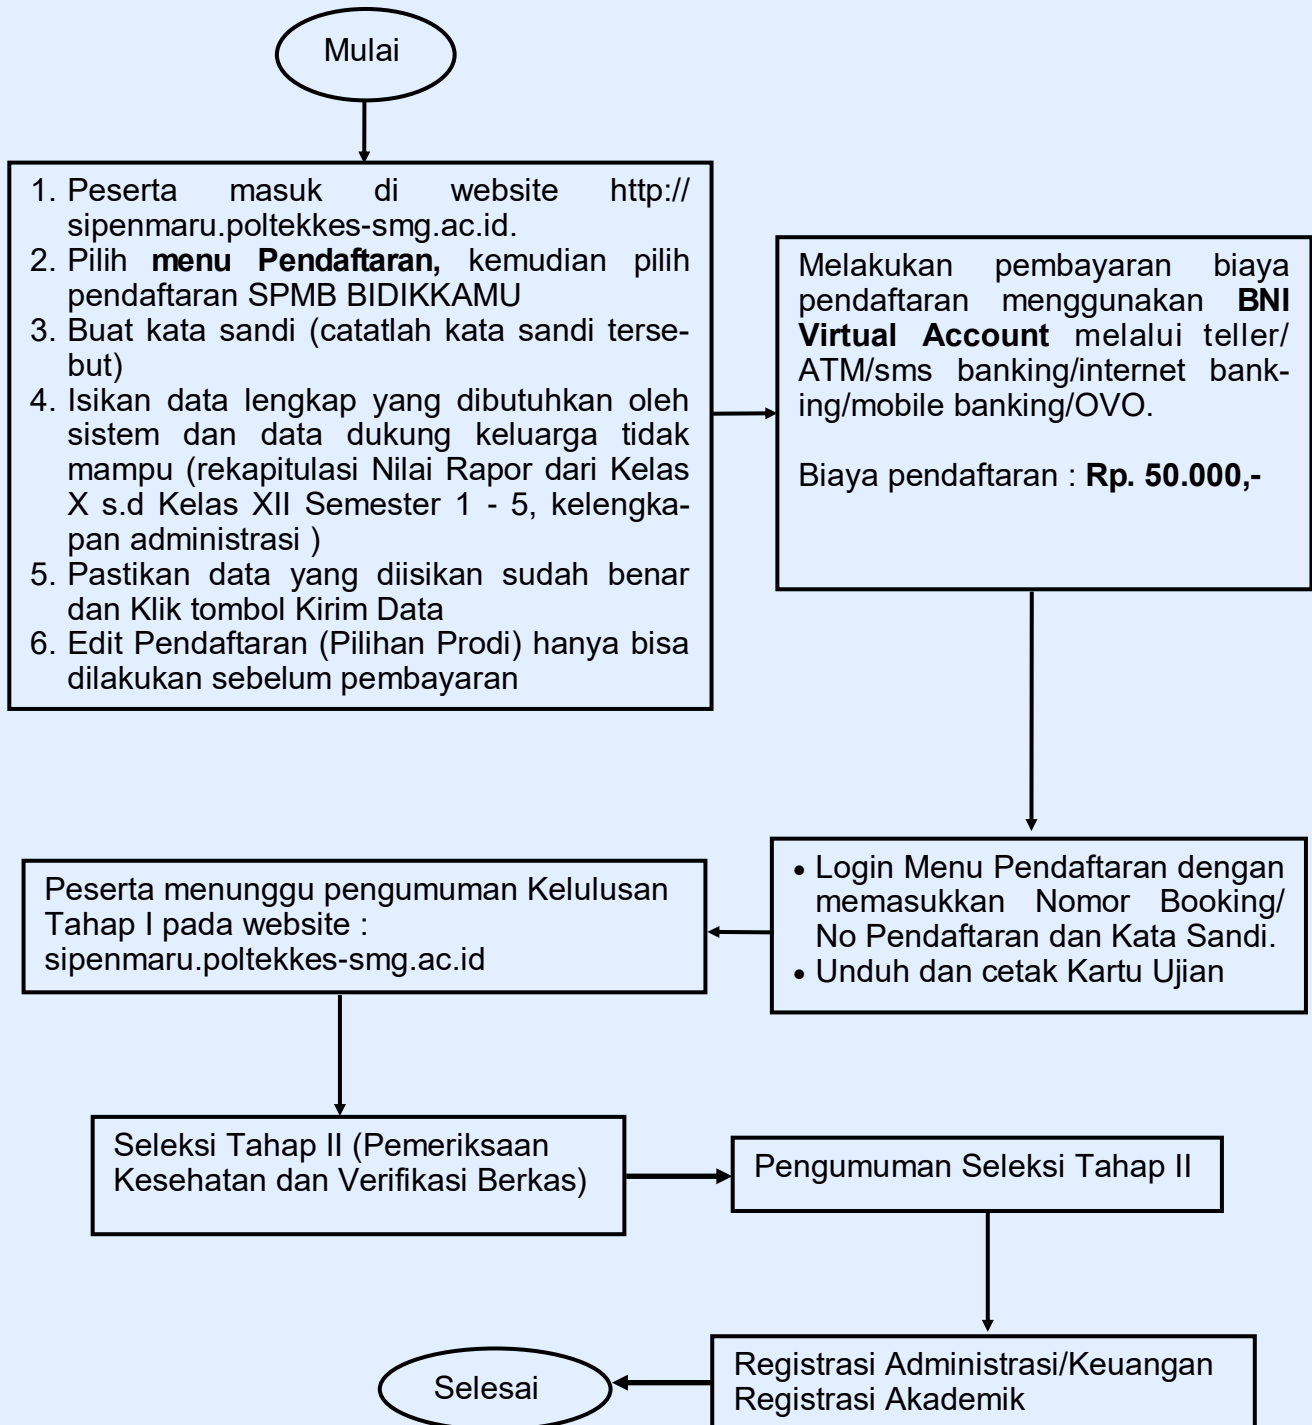 Mulai
1. Peserta masuk di website http://
sipenmaru.poltekkes-smg.ac.id.
2. Pilih menu Pendaftaran, kemudian pilih
pendaftaran SPMB BIDIKKAMU
3. Buat kata sandi (catatlah kata sandi terse-
but)
4. Isikan data lengkap yang dibutuhkan oleh
sistem dan data dukung keluarga tidak
mampu (rekapitulasi Nilai Rapor dari Kelas
X s.d Kelas XII Semester 1 - 5, kelengka-
pan administrasi )
5. Pastikan data yang diisikan sudah benar
dan Klik tombol Kirim Data
6. Edit Pendaftaran (Pilihan Prodi) hanya bisa
dilakukan sebelum pembayaran
Melakukan pembayaran biaya
pendaftaran menggunakan BNI
Virtual Account melalui teller/
ATM/sms banking/internet bank-
ing/mobile banking/OVO.
Biaya pendaftaran : Rp. 50.000,-
• Login Menu Pendaftaran dengan
memasukkan Nomor Booking/
No Pendaftaran dan Kata Sandi.
• Unduh dan cetak Kartu Ujian
Peserta menunggu pengumuman Kelulusan
Tahap I pada website :
sipenmaru.poltekkes-smg.ac.id
Seleksi Tahap II (Pemeriksaan
Kesehatan dan Verifikasi Berkas)
Pengumuman Seleksi Tahap II
Registrasi Administrasi/Keuangan
Registrasi Akademik
Selesai